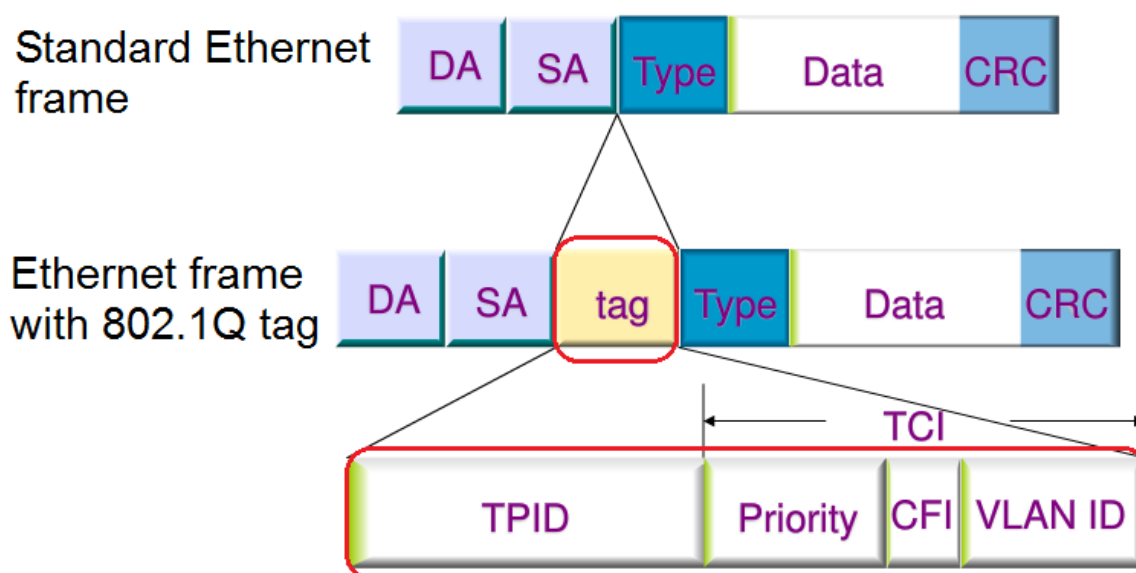 Standard Ethernet
frame
DA SA Type Data CRC
Ethernet frame
with 802.1Q tag
DA SA tag Type Data CRC
TCI
TPID Priority CFI VLAN ID